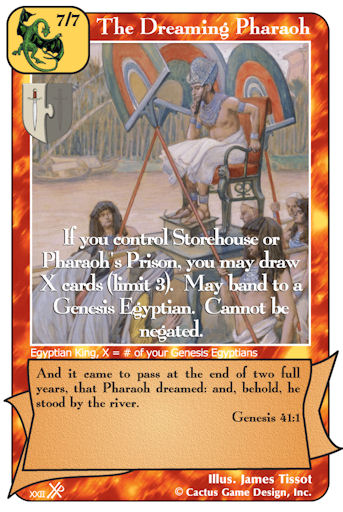 7/7 The Dreaming Pharaoh
If you control Storehouse or
Pharaoh's Prison, you may draw
X cards (limit 3). May band to a
Genesis Egyptian. Cannot be
negated.
Egyptian King, X = # of your Genesis Egyptians
And it came to pass at the end of two full
years, that Pharaoh dreamed: and, behold, he
stood by the river.
Genesis 41:1
Illus. James Tissot
XXII
© Cactus Game Design, Inc.